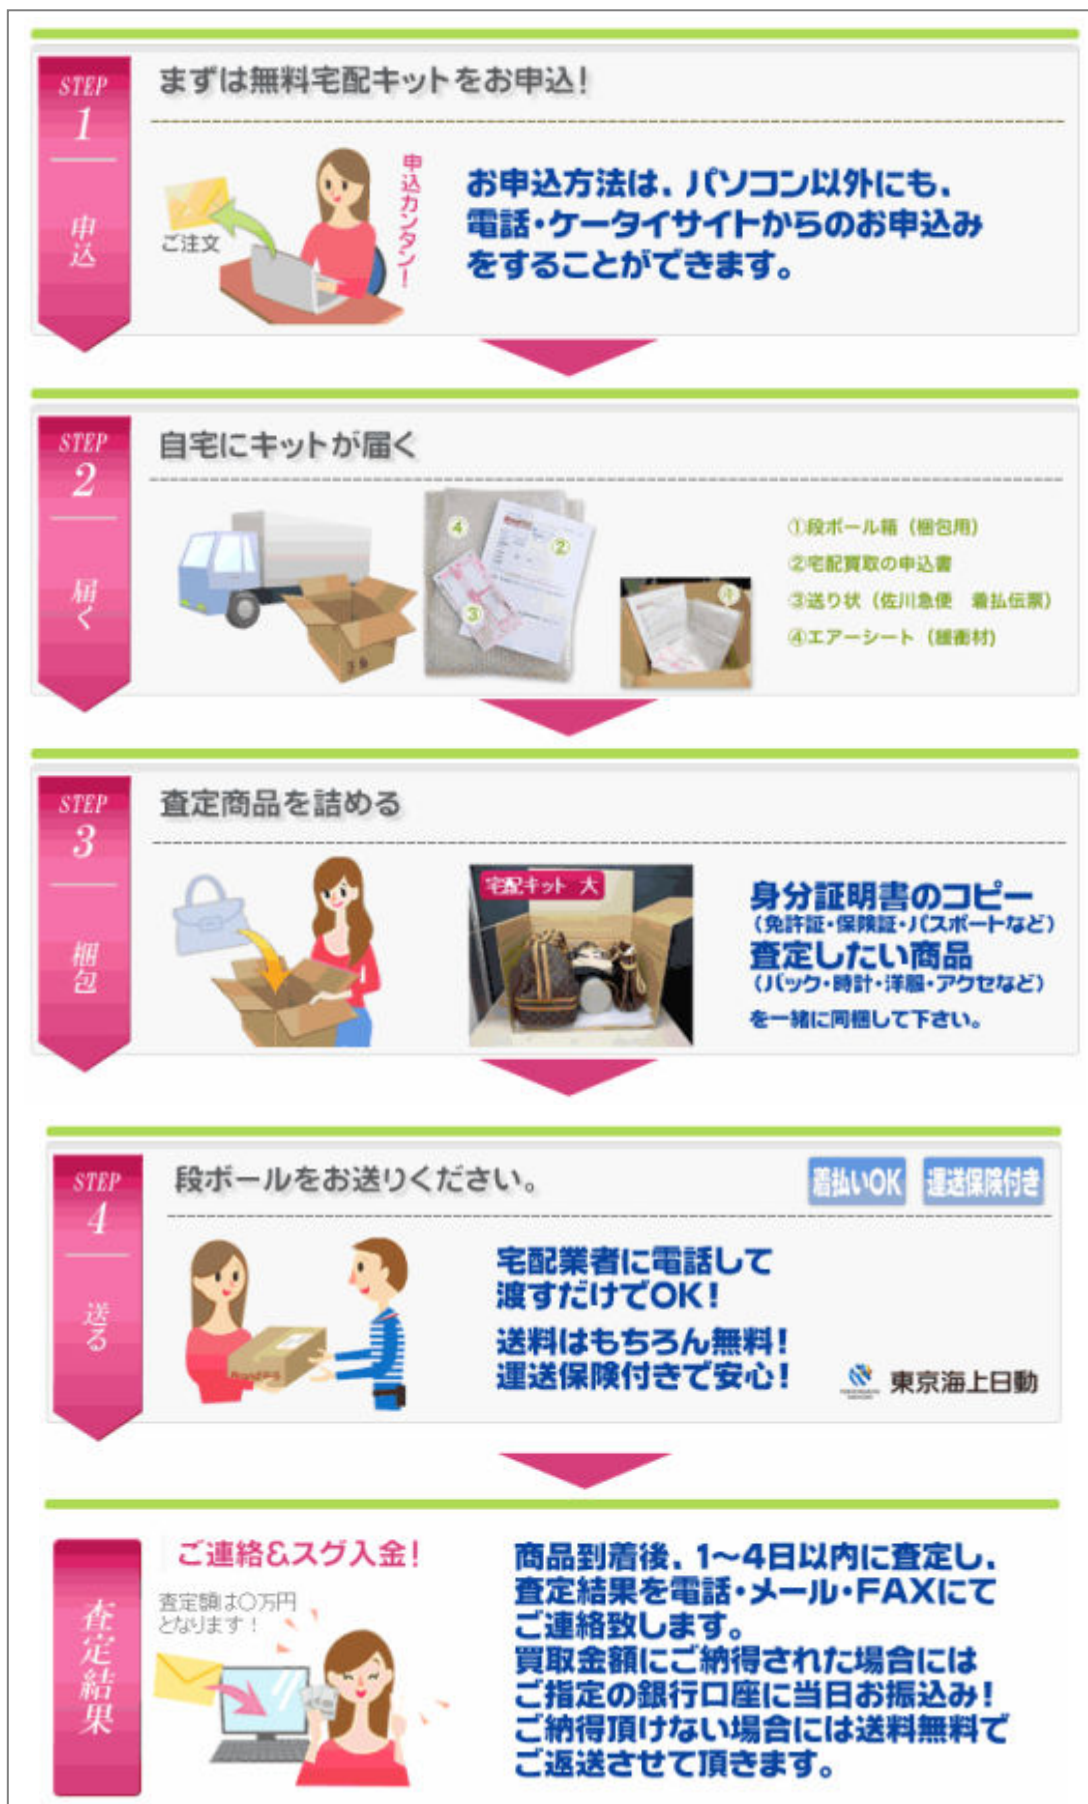 STEP
1
申込
まずは無料宅配キットをお申込!
ご注文
申込カンタン!
お申込方法は、パソコン以外にも、
電話・ケータイサイトからのお申込み
をすることができます。
STEP
2
届く
自宅にキットが届く
④
②
③
①段ボール箱(梱包用)
②宅配買取の申込書
③送り状(佐川急便 着払伝票)
④エアーシート(緩衝材)
STEP
3
梱包
査定商品を詰める
宅配キット 大
身分証明書のコピー
(免許証・保険証・パスポートなど)
査定したい商品
(バック・時計・洋服・アクセなど)
を一緒に同梱して下さい。
STEP
4
送る
段ボールをお送りください。
着払いOK
運送保険付き
宅配業者に電話して
渡すだけでOK!
送料はもちろん無料!
運送保険付きで安心!
東京海上日動
査定結果
ご連絡&スグ入金!
査定額は〇万円
となります!
商品到着後、1〜4日以内に査定し、
査定結果を電話・メール・FAXにて
ご連絡致します。
買取金額にご納得された場合には
ご指定の銀行口座に当日お振込み!
ご納得頂けない場合には送料無料で
ご返送させて頂きます。